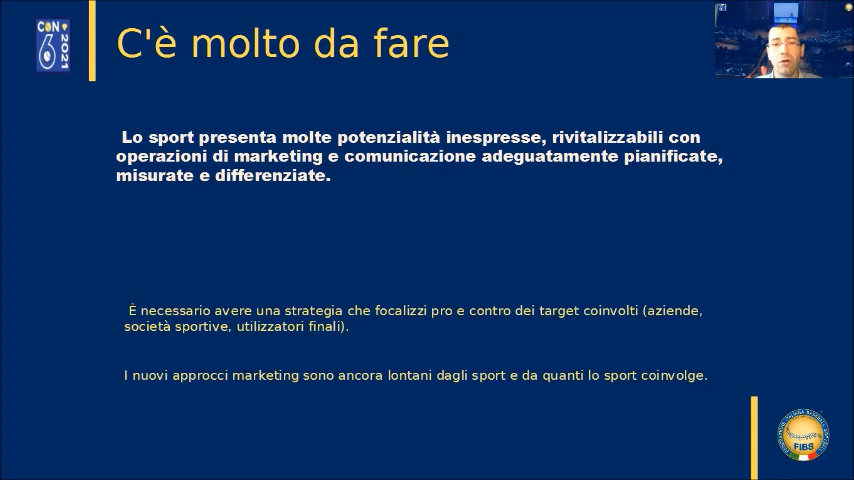 CON
6
2021
C'è molto da fare
Lo sport presenta molte potenzialità inespresse, rivitalizzabili con
operazioni di marketing e comunicazione adeguatamente pianificate,
misurate e differenziate.
È necessario avere una strategia che focalizzi pro e contro dei target coinvolti (aziende,
società sportive, utilizzatori finali).
I nuovi approcci marketing sono ancora lontani dagli sport e da quanti lo sport coinvolge.
FIBS